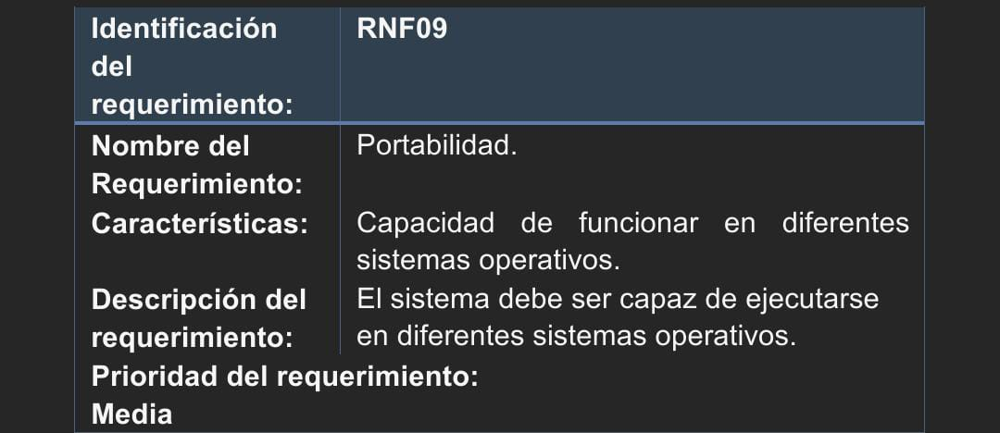 Identificación RNF09
del
requerimiento:
Nombre del Portabilidad.
Requerimiento:
Características: Capacidad de funcionar en diferentes
sistemas operativos.
Descripción del El sistema debe ser capaz de ejecutarse
requerimiento: en diferentes sistemas operativos.
Prioridad del requerimiento:
Media